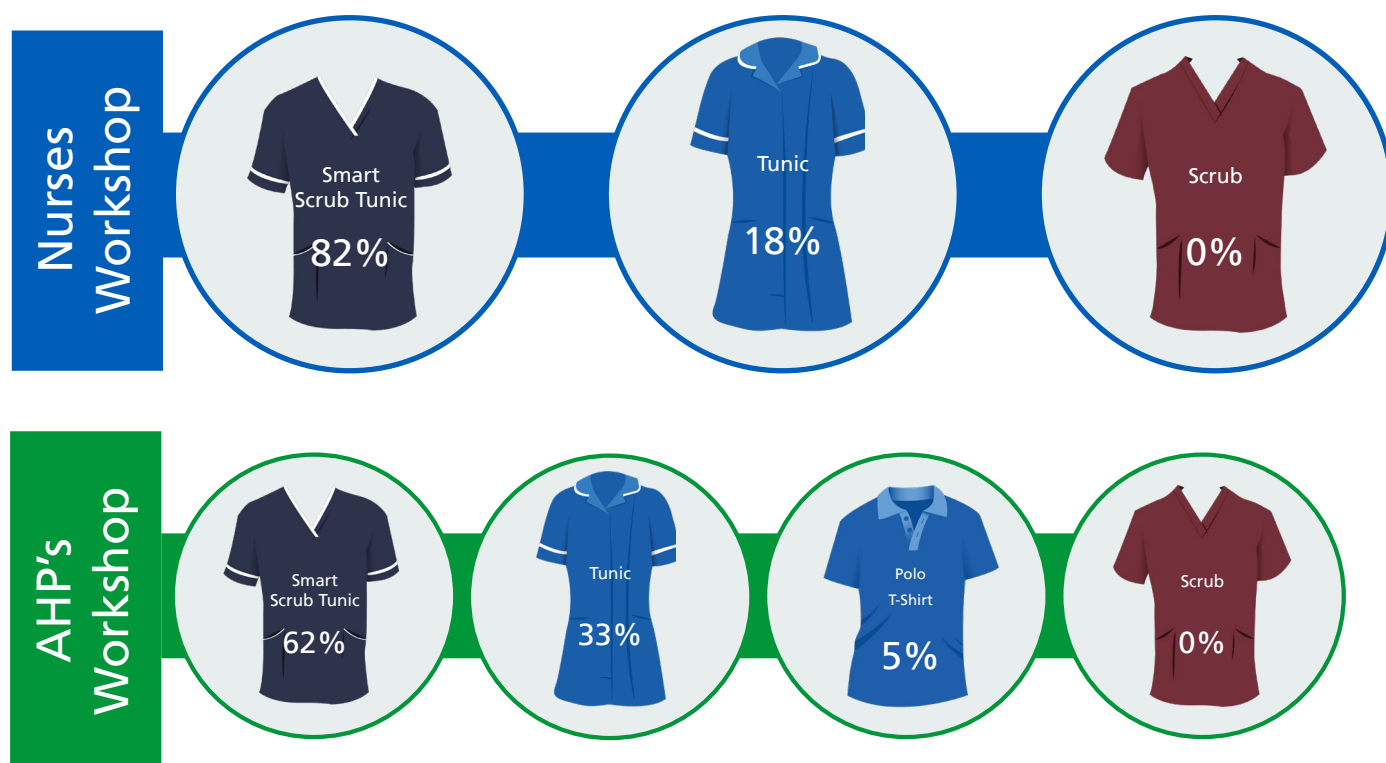 Nurses
Workshop
Smart
Scrub Tunic
82%
Tunic
18%
Scrub
0%
AHP's
Workshop
Smart
Scrub Tunic
62%
Tunic
33%
Polo
T-Shirt
5%
Scrub
0%